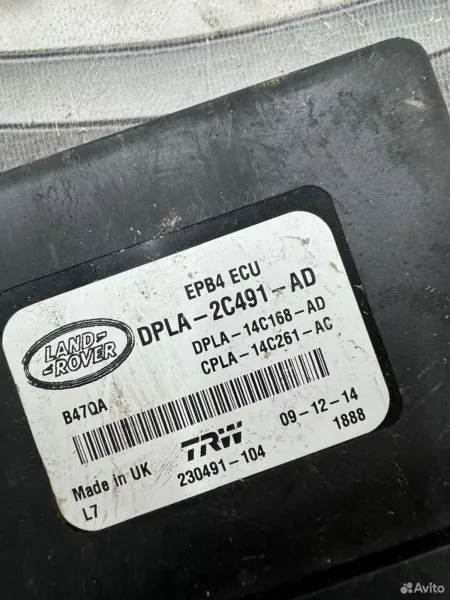 EPB4 ECU
LAND-
-ROVER
DPLA-2C491-AD
DPLA-14C168-AD
CPLA-14C261-AC
B47QA
09-12-14
1888
TRW
Made in UK
230491-104
L7
Avito